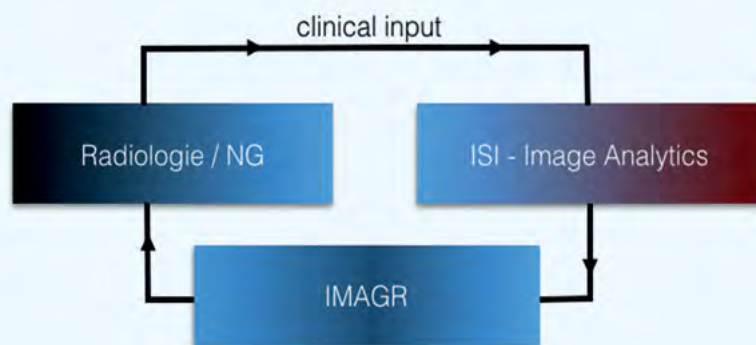 clinical input
Radiologie / NG
ISI - Image Analytics
IMAGR